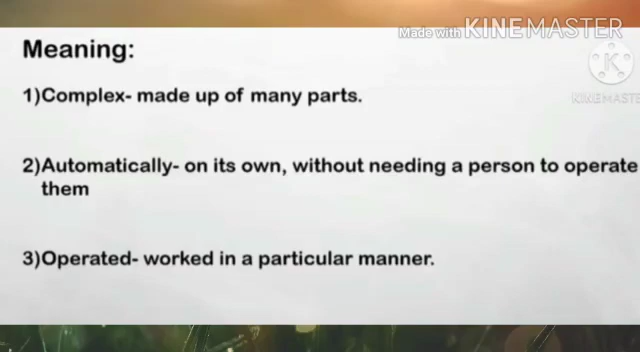 Made with KINEMASTER
Meaning:
KINEMASTE
1)Complex- made up of many parts.
2)Automatically- on its own, without needing a person to operate
them
3)Operated- worked in a particular manner.